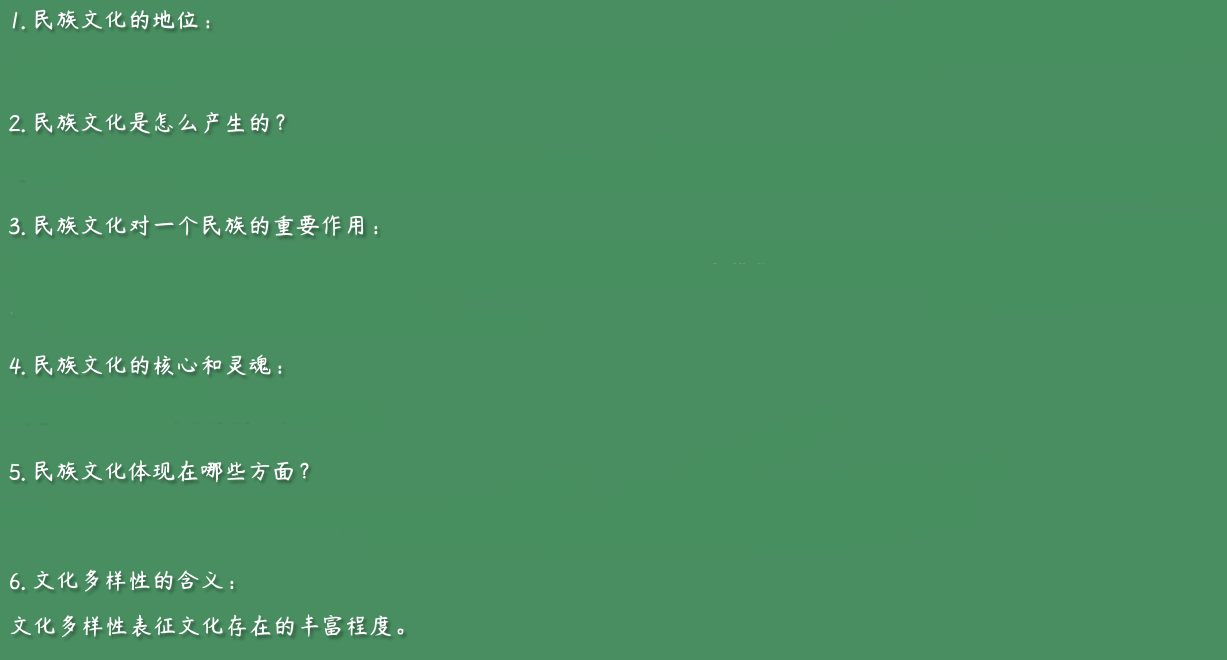 1. 民族文化的地位：
2. 民族文化是怎么产生的？
3. 民族文化对一个民族的重要作用：
4. 民族文化的核心和灵魂：
5. 民族文化体现在哪些方面？
6. 文化多样性的含义：
文化多样性表征文化存在的丰富程度。